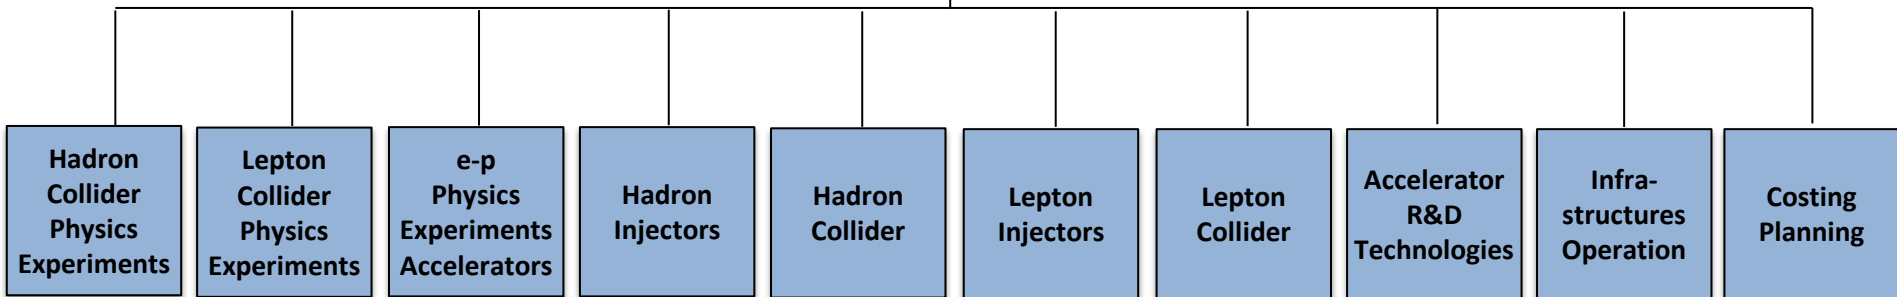 Hadron
Collider
Physics
Experiments
Lepton
Collider
Physics
Experiments
e-p
Physics
Experiments
Accelerators
Hadron
Injectors
Hadron
Collider
Lepton
Injectors
Lepton
Collider
Accelerator
R&D
Technologies
Infra-
structures
Operation
Costing
Planning